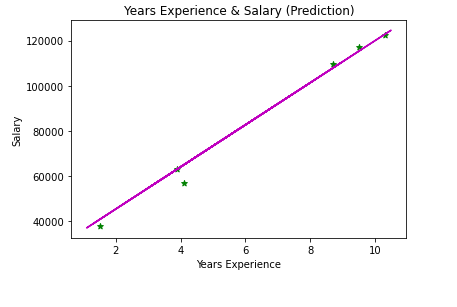 Years Experience & Salary (Prediction)
120000
100000
80000
60000
40000
Salary
2 4 6 8 10
Years Experience